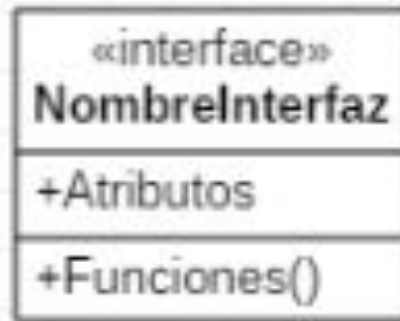 «interface»
NombreInterfaz
+Atributos
+Funciones()